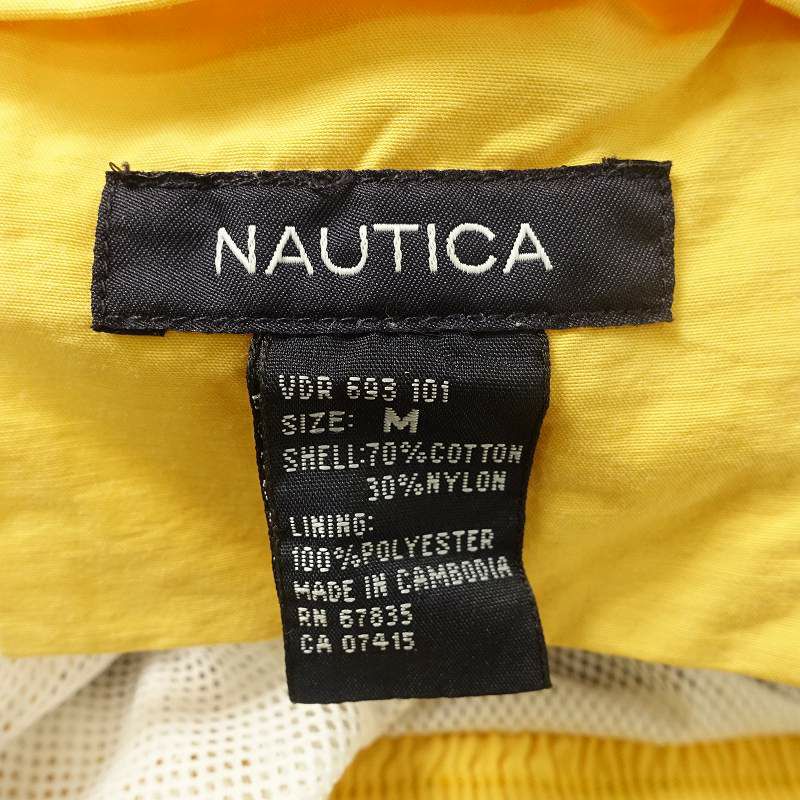 NAUTICA
VDR 693 101
SIZE: M
SHELL:70%COTTON
30%NYLON
LINING:
100%POLYESTER
MADE IN CAMBODIA
RN 67835
CA 07415